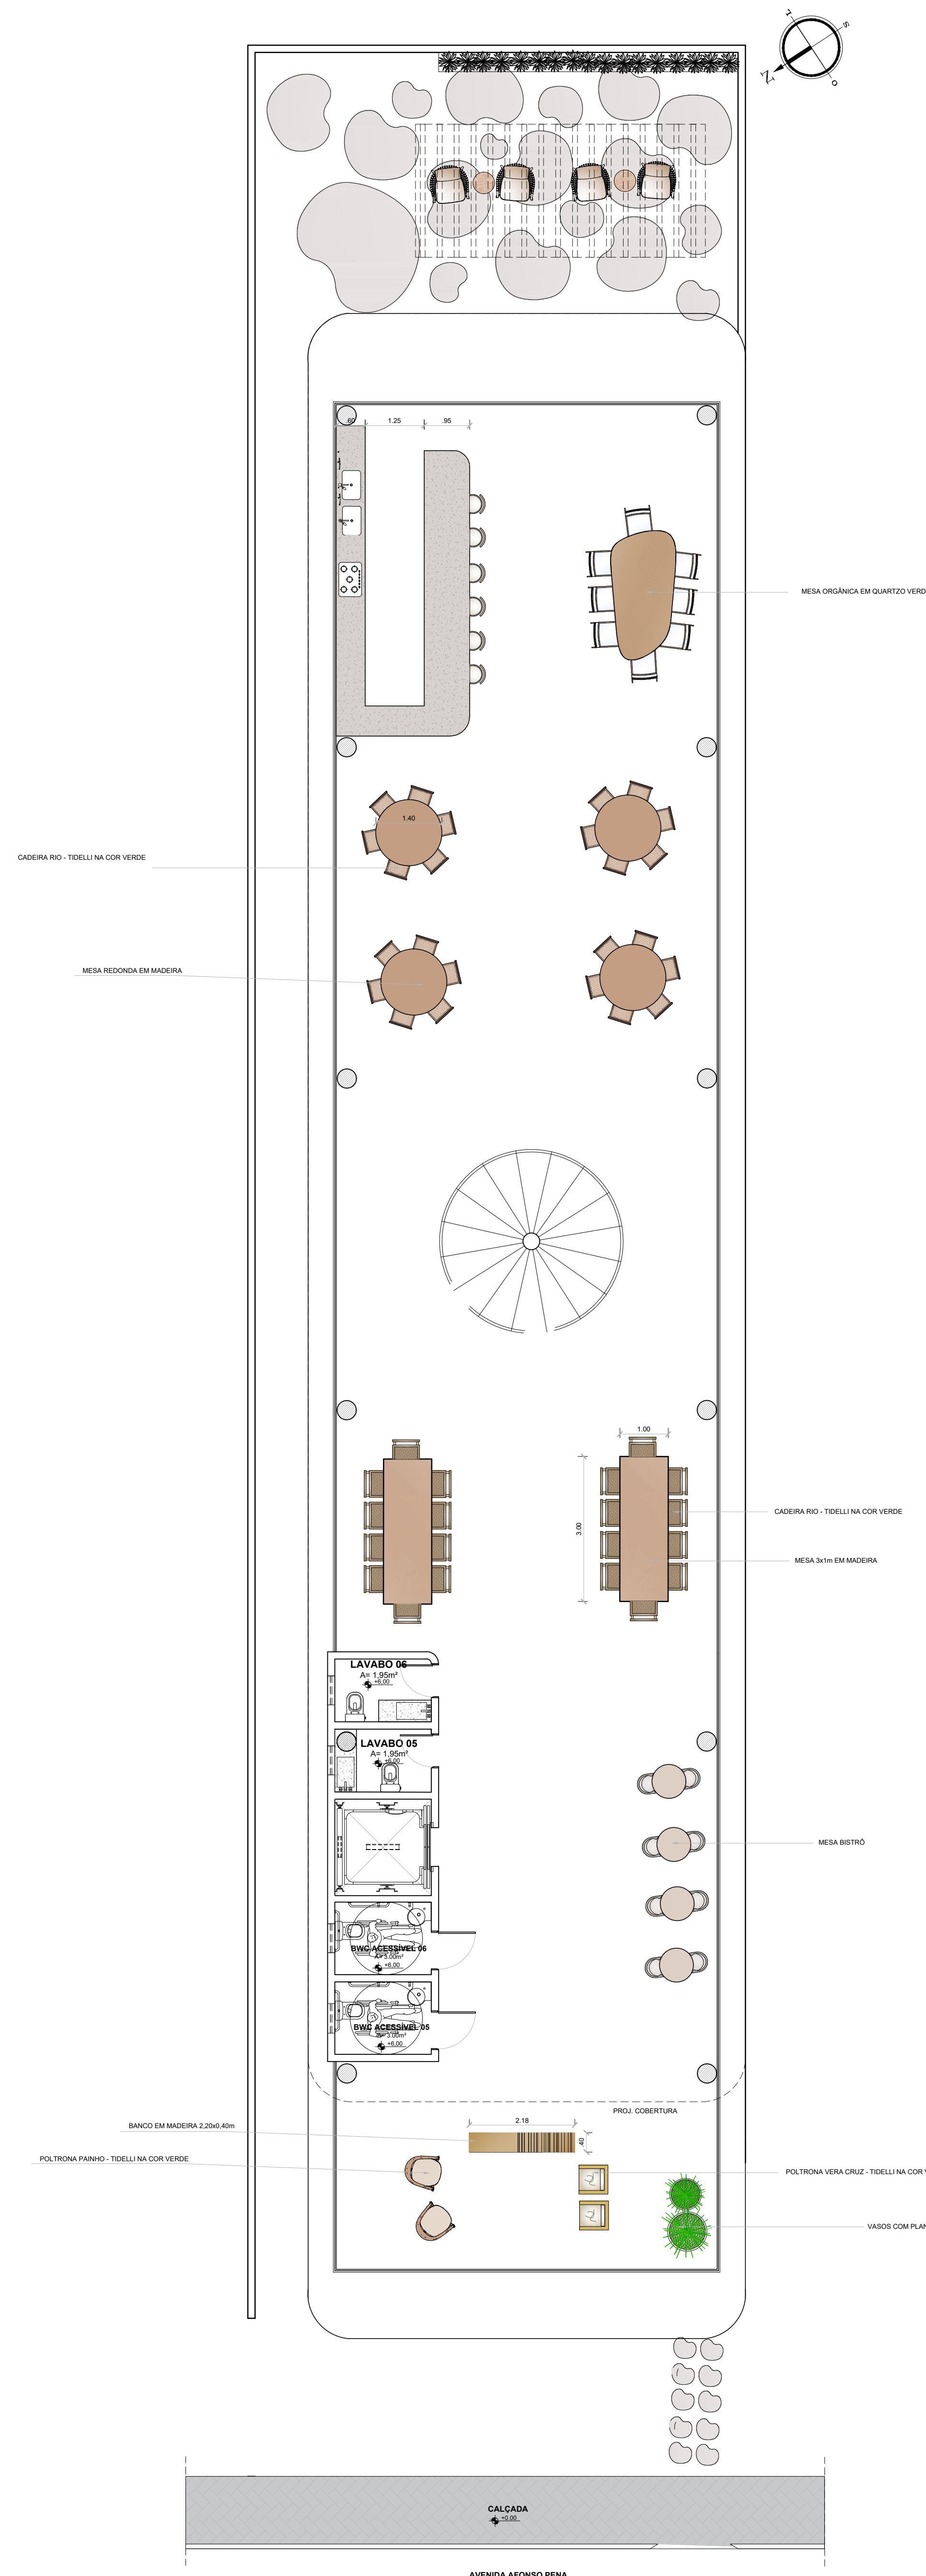 L
S
N
O
.60
1.25
.95
MESA ORGÂNICA EM QUARTZO VERD
1.40
CADEIRA RIO - TIDELLI NA COR VERDE
MESA REDONDA EM MADEIRA
1.00
3.00
CADEIRA RIO - TIDELLI NA COR VERDE
MESA 3x1m EM MADEIRA
LAVABO 06
A= 1,95m²
+6,00
LAVABO 05
A= 1,95m²
+6,00
MESA BISTRÔ
BWC ACESSÍVEL 06
A= 3.00m²
+6,00
BWC ACESSÍVEL 05
A= 3.00m²
+6,00
PROJ. COBERTURA
BANCO EM MADEIRA 2,20x0,40m
2.18
.40
POLTRONA PAINHO - TIDELLI NA COR VERDE
POLTRONA VERA CRUZ - TIDELLI NA COR
VASOS COM PLAN
CALÇADA
+0.00
AVENIDA AFONSO PENA